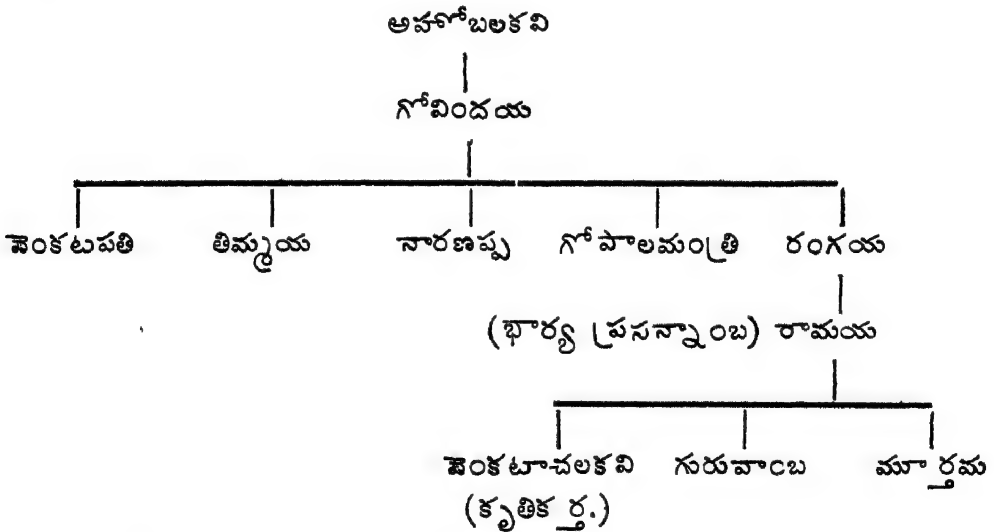 అహోబలకవి
గోవిందయ
వెంకటపతి తిమ్మయ నారణప్ప గోపాలమంత్రి రంగయ
(భార్య ప్రసన్నాంబ) రామయ
వెంకటాచలకవి గురువాంబ మూర్తమ
(కృతికర్త.)